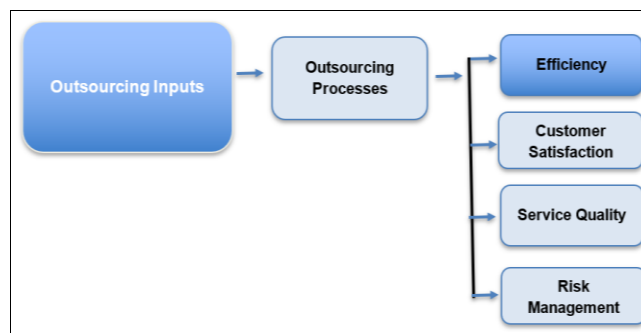 Outsourcing Inputs
Outsourcing
Processes
Efficiency
Customer
Satisfaction
Service Quality
Risk
Management